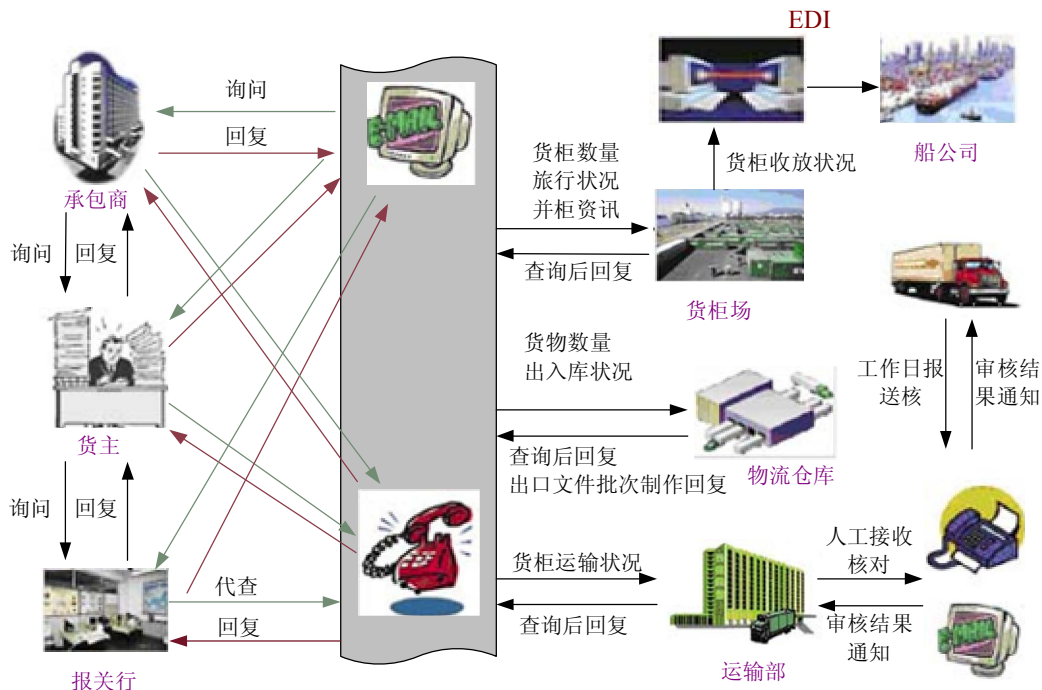 EDI
询问
E-MAIL
回复
承包商
货柜数量
旅行状况
并柜资讯
货柜收放状况
船公司
询问
回复
查询后回复
货柜场
货物数量
出入库状况
工作日报
送核
审核结
果通知
货主
查询后回复
出口文件批次制作回复
物流仓库
询问
回复
货柜运输状况
人工接收
核对
代查
回复
查询后回复
审核结果
通知
E-MAIL
报关行
运输部